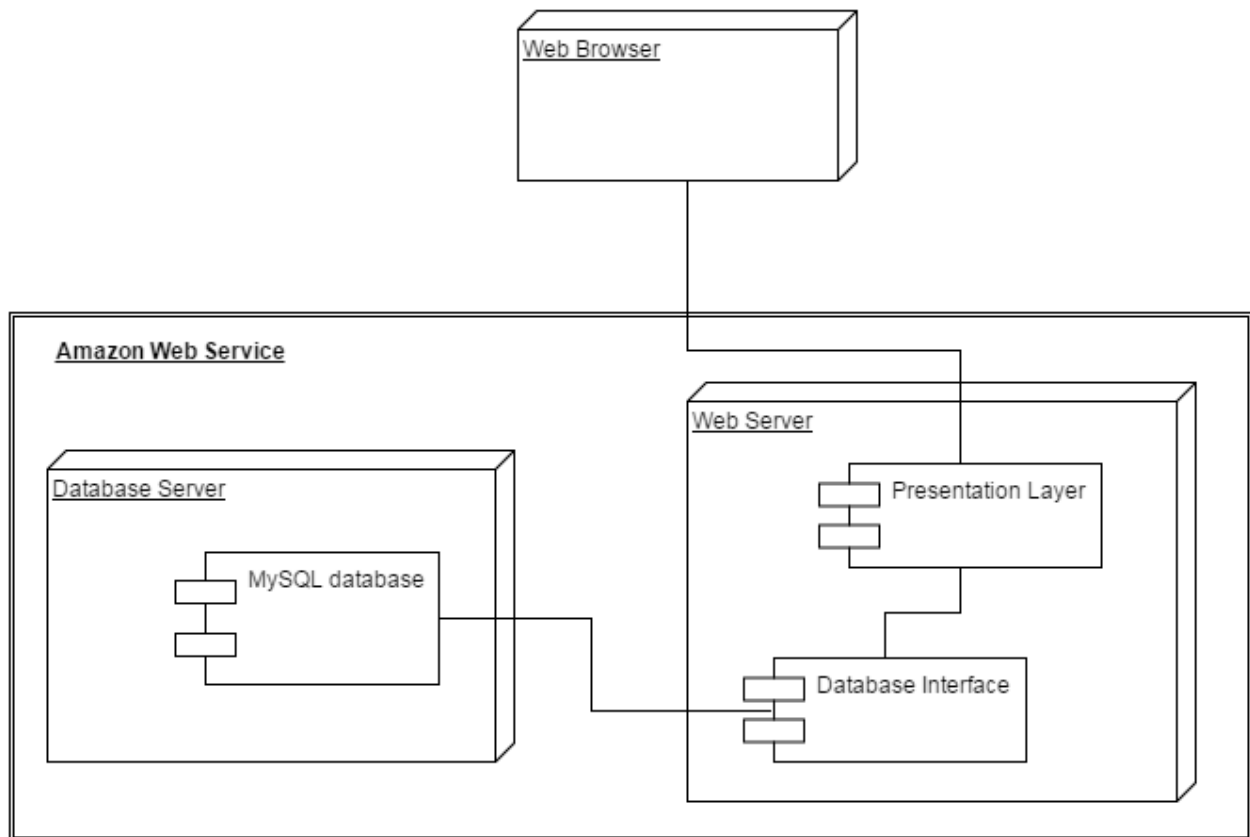 Web Browser
Amazon Web Service
Web Server
Database Server
Presentation Layer
MySQL database
Database Interface